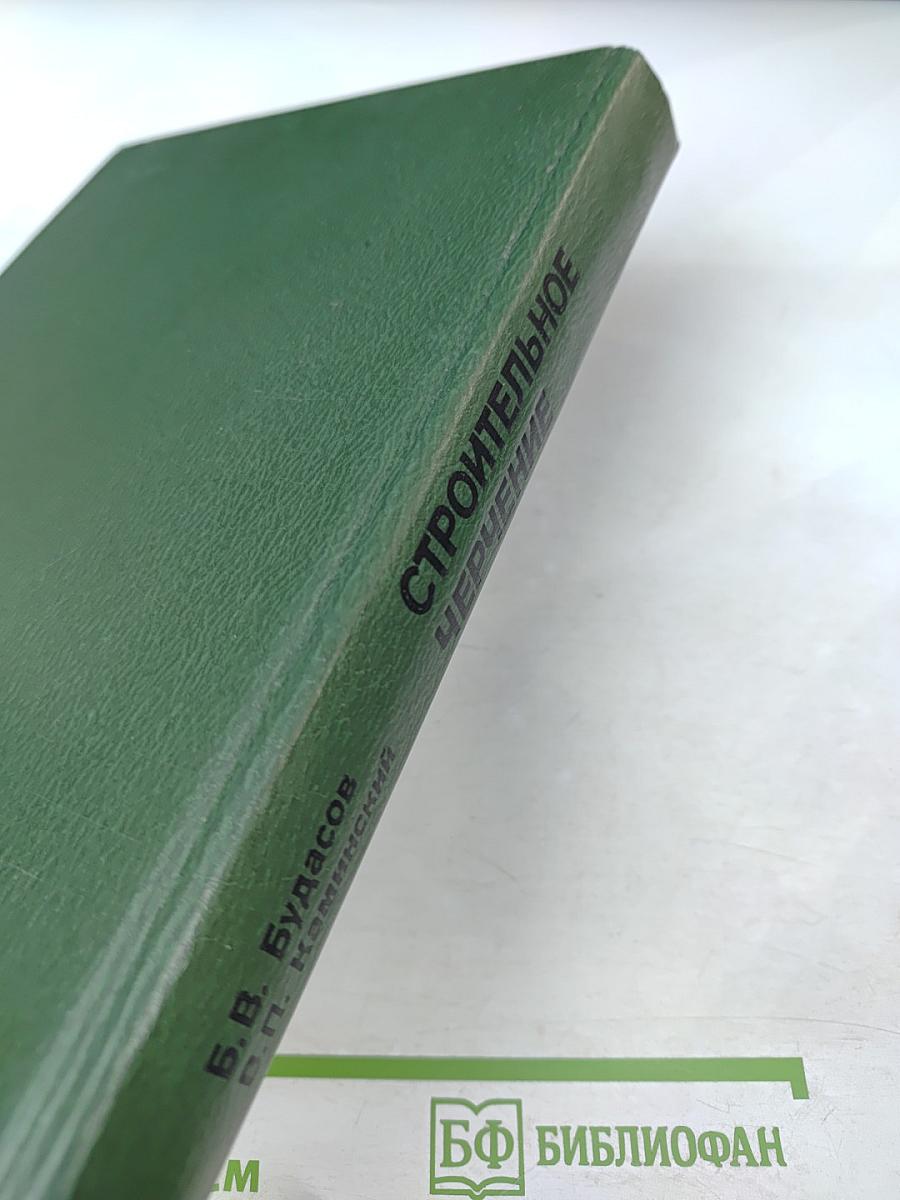 СТРОИТЕЛЬНОЕ
ЧЕРЧЕНИЕ
Б.В. Будасов
В.П. Каминский
БФ БИБЛИОФАН